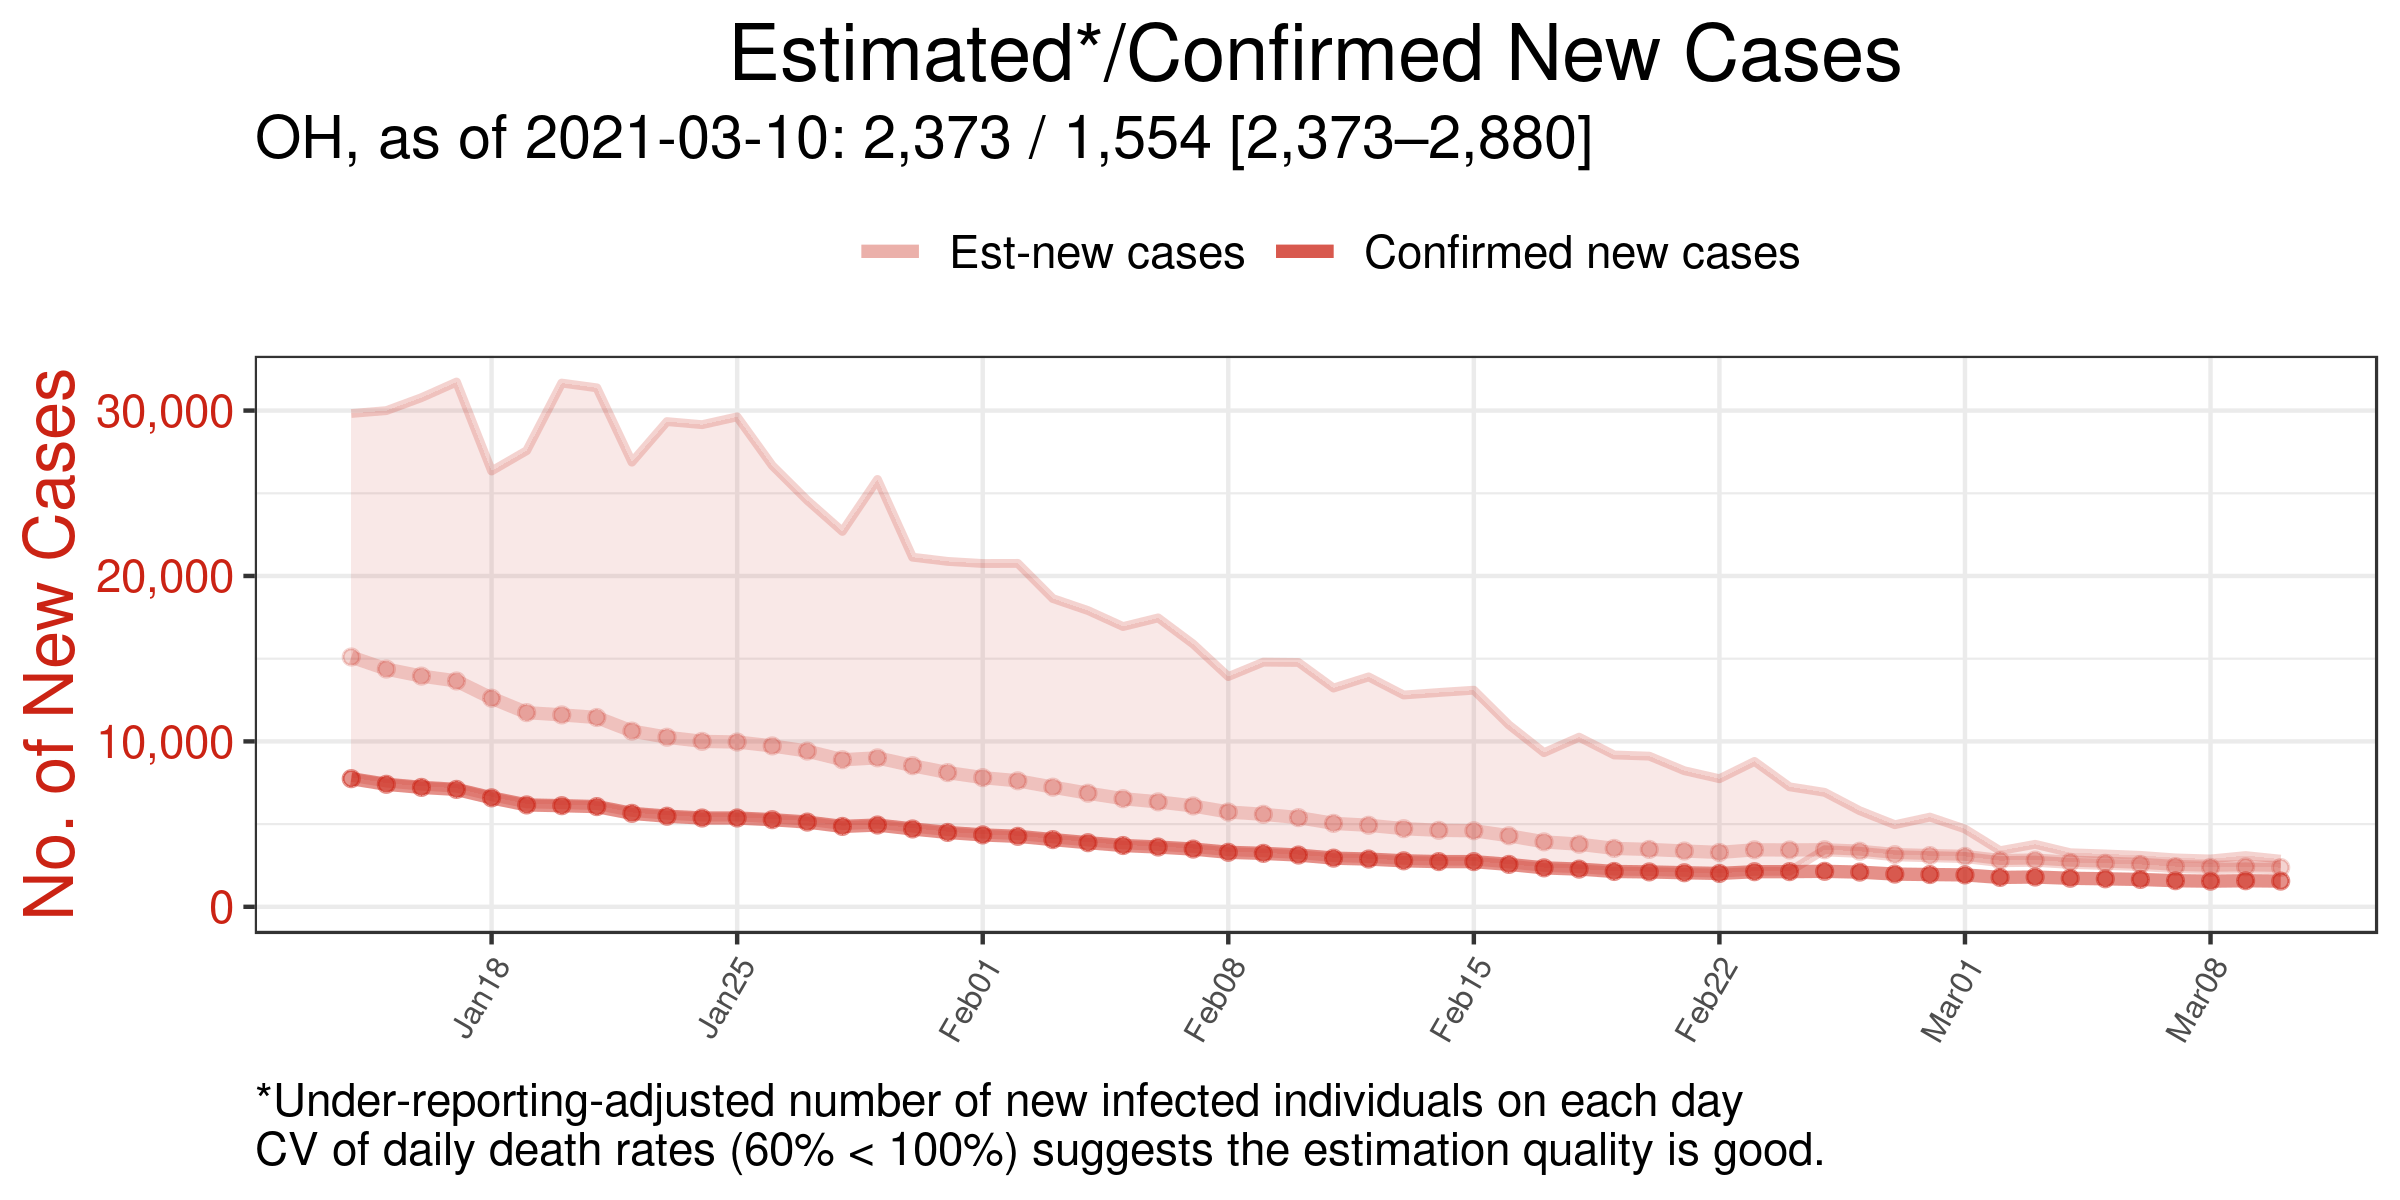 Estimated*/Confirmed New Cases
OH, as of 2021-03-10: 2,373 / 1,554 [2,373–2,880]
Est-new cases
Confirmed new cases
No. of New Cases
30,000
20,000
10,000
0
Jan18
Jan25
Feb01
Feb08
Feb15
Feb22
Mar01
Mar08
*Under-reporting-adjusted number of new infected individuals on each day
CV of daily death rates (60% < 100%) suggests the estimation quality is good.